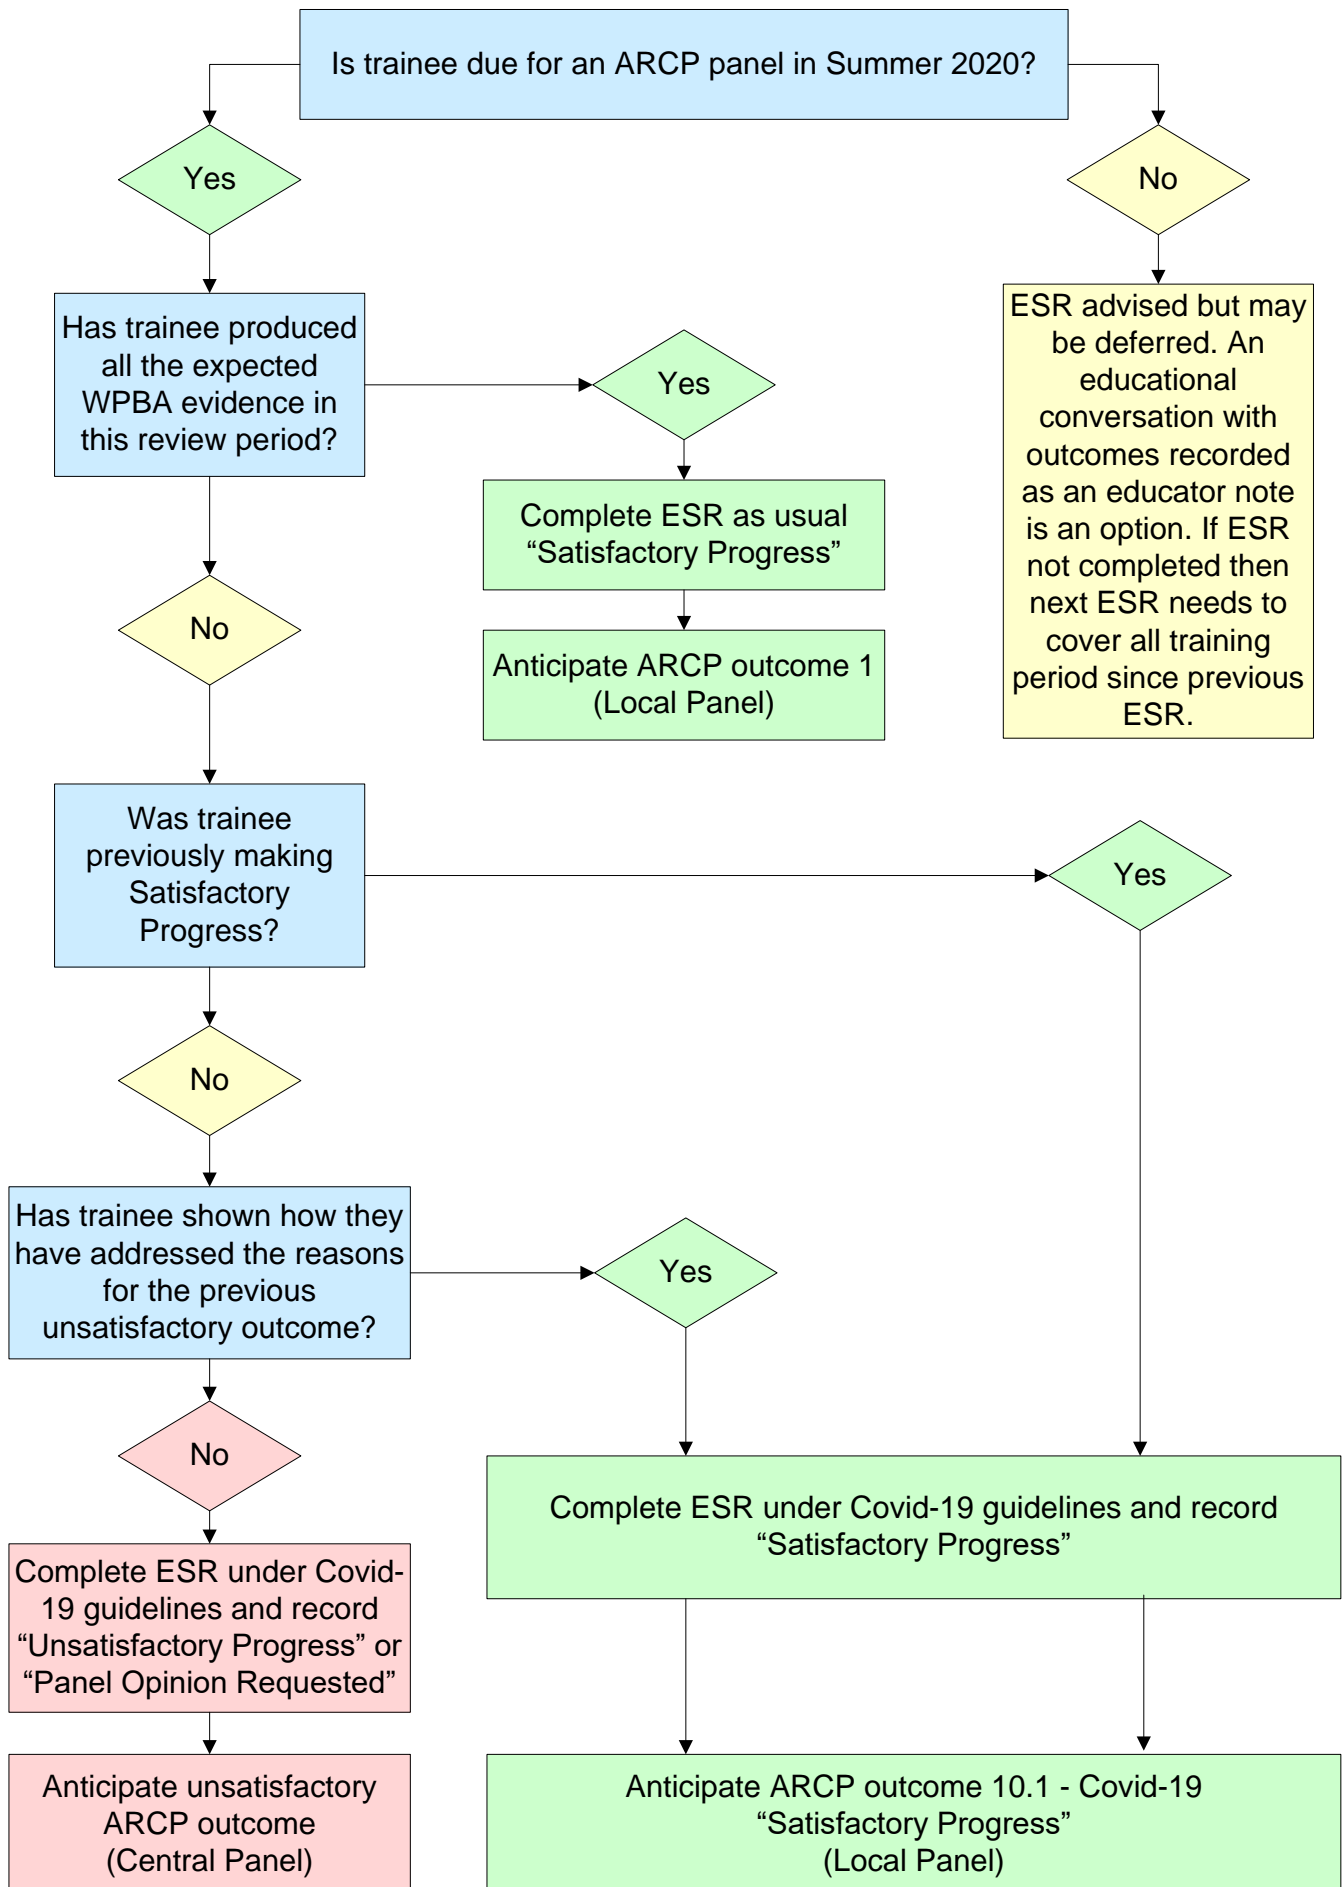 Is trainee due for an ARCP panel in Summer 2020?
Yes
No
Has trainee produced
all the expected
WPBA evidence in
this review period?
Yes
ESR advised but may
be deferred. An
educational
conversation with
outcomes recorded
as an educator note
is an option. If ESR
not completed then
next ESR needs to
cover all training
period since previous
ESR.
Complete ESR as usual
“Satisfactory Progress”
No
Anticipate ARCP outcome 1
(Local Panel)
Was trainee
previously making
Satisfactory
Progress?
Yes
No
Has trainee shown how they
have addressed the reasons
for the previous
unsatisfactory outcome?
Yes
No
Complete ESR under Covid-19 guidelines and record
“Satisfactory Progress”
Complete ESR under Covid-
19 guidelines and record
“Unsatisfactory Progress” or
“Panel Opinion Requested”
Anticipate unsatisfactory
ARCP outcome
(Central Panel)
Anticipate ARCP outcome 10.1 - Covid-19
“Satisfactory Progress”
(Local Panel)